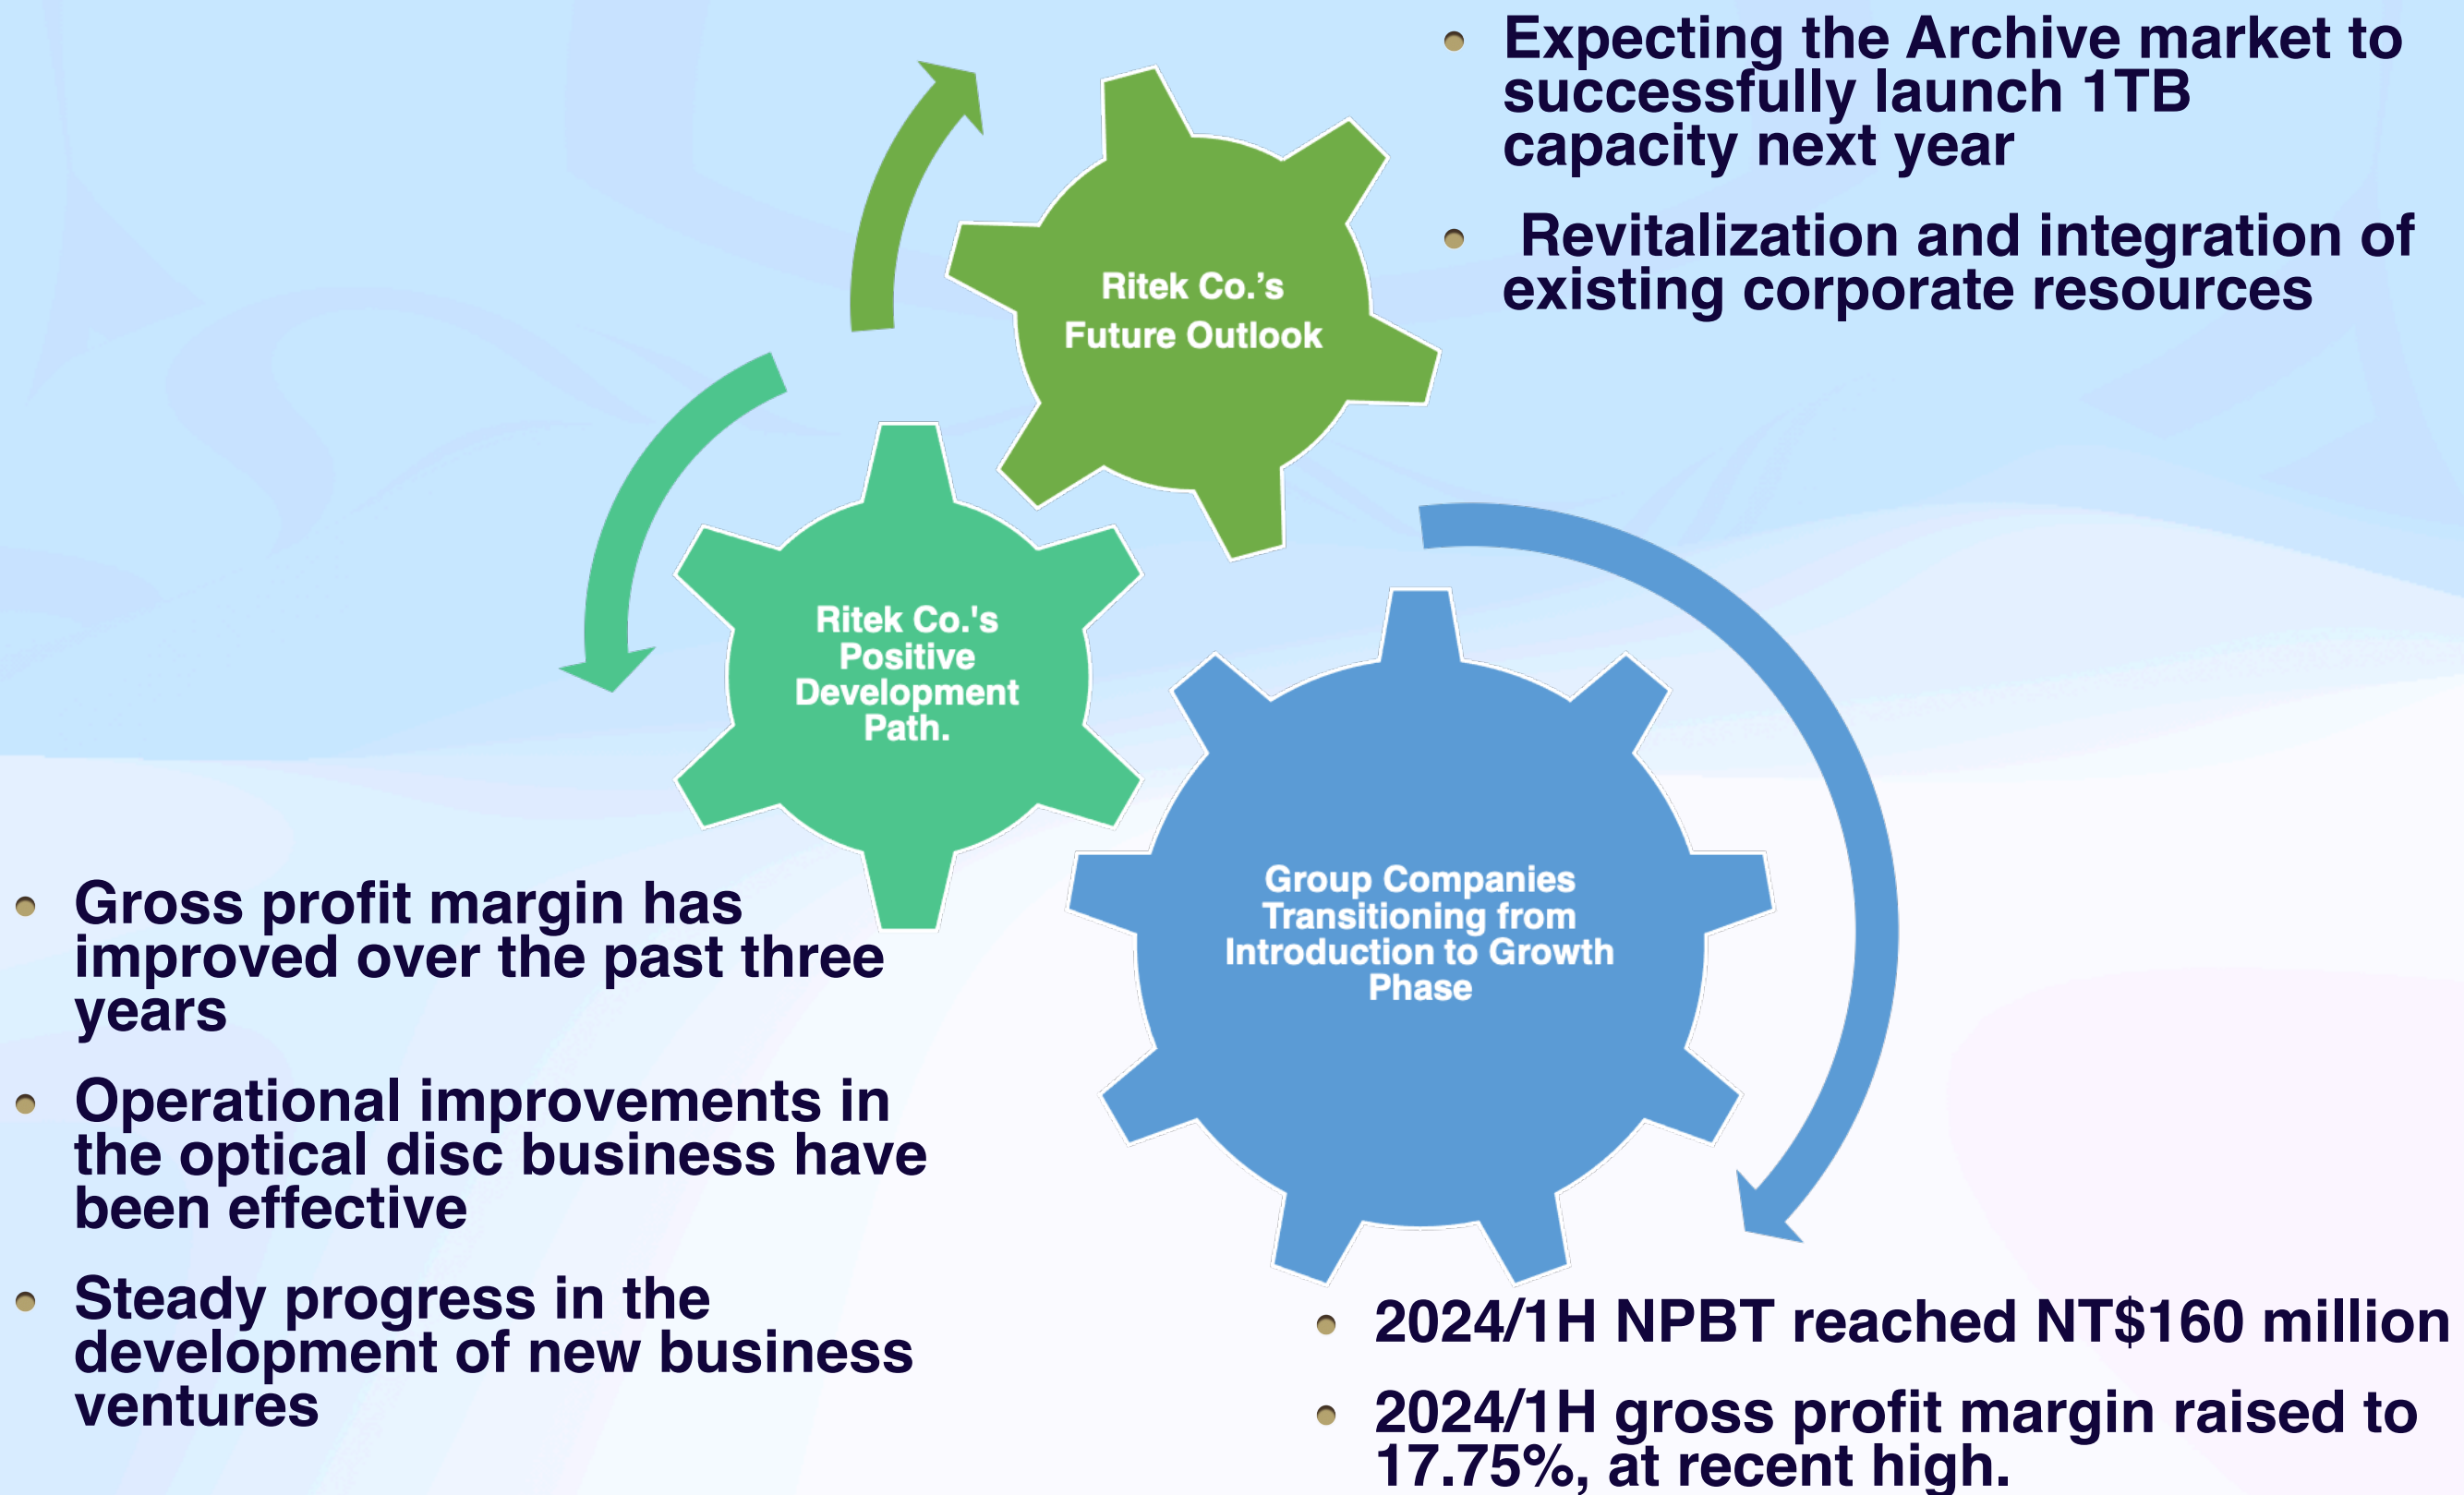 Expecting the Archive market to
successfully launch 1TB
capacity next year
Revitalization and integration of
existing corporate resources
Ritek Co.’s
Future Outlook
Ritek Co.'s
Positive
Development
Path.
Group Companies
Transitioning from
Introduction to Growth
Phase
Gross profit margin has
improved over the past three
years
Operational improvements in
the optical disc business have
been effective
Steady progress in the
development of new business
ventures
2024/1H NPBT reached NT$160 million
2024/1H gross profit margin raised to
17.75%, at recent high.